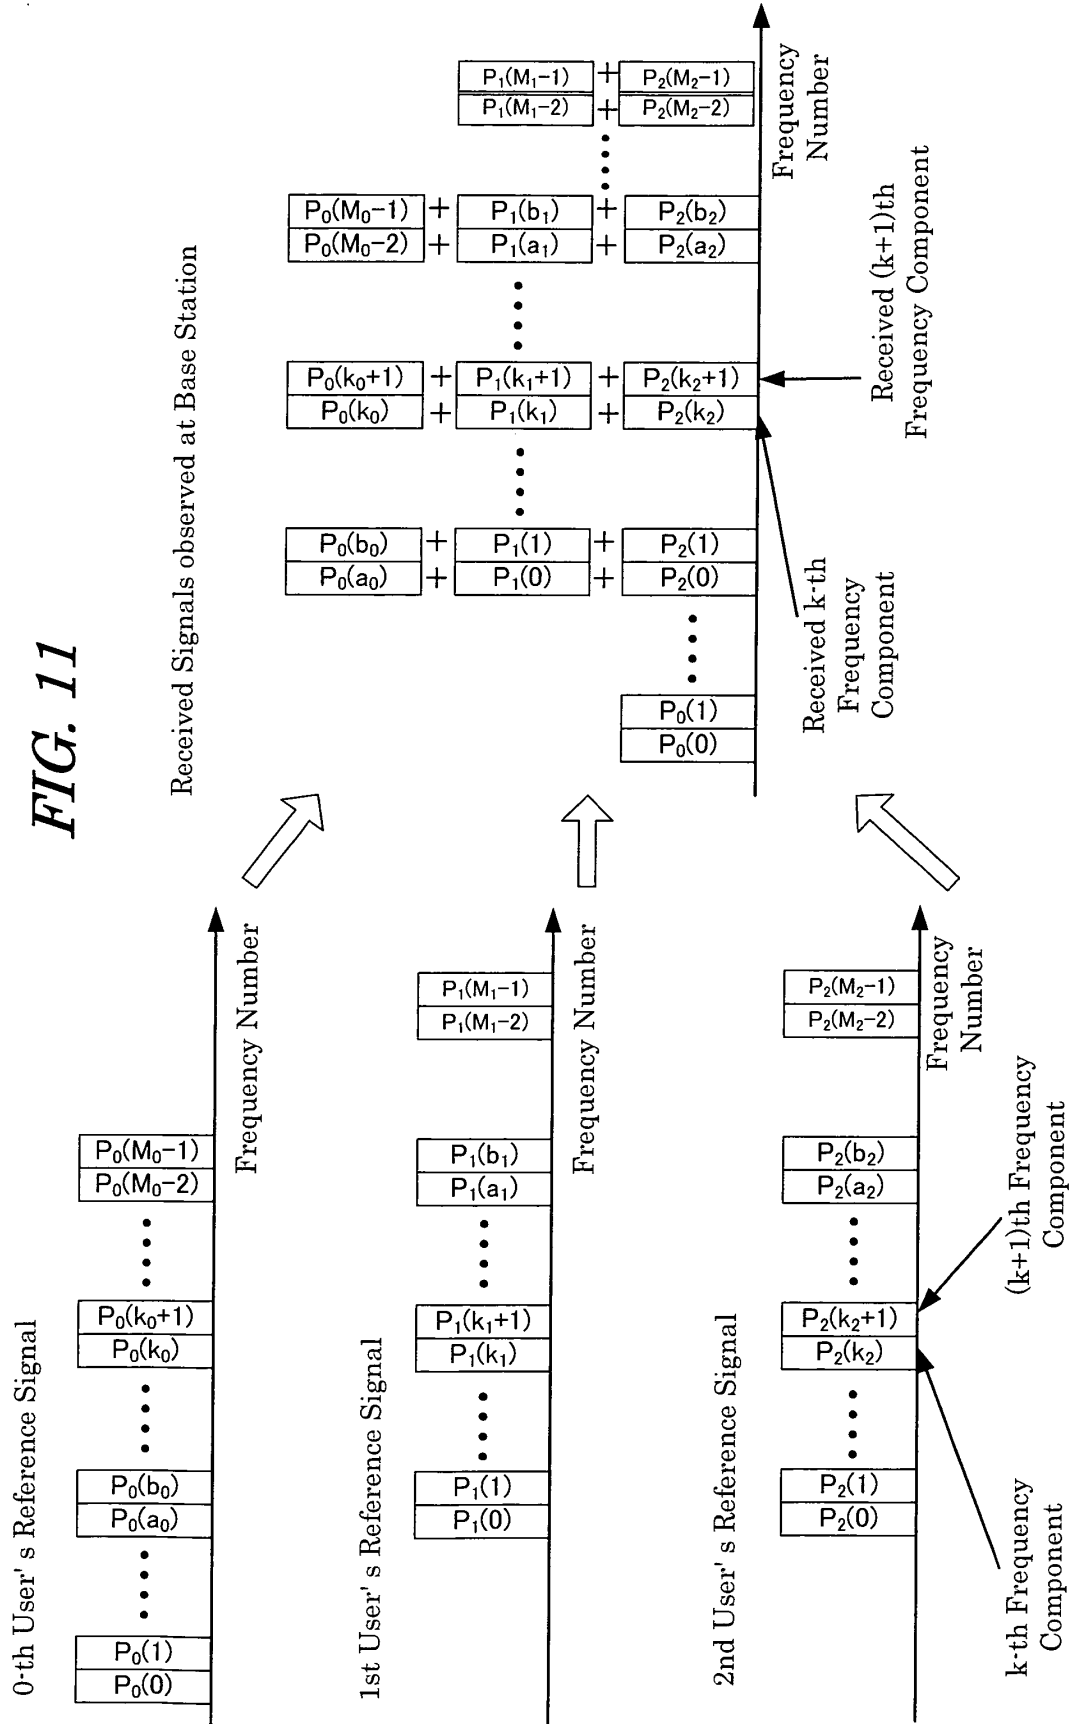 FIG. 11
0-th User's Reference Signal
P₀(0) P₀(1) P₀(a₀) P₀(b₀) P₀(k₀) P₀(k₀+1) P₀(M₀−2) P₀(M₀−1)
Frequency Number
1st User's Reference Signal
P₁(0) P₁(1) P₁(k₁) P₁(k₁+1) P₁(a₁) P₁(b₁) P₁(M₁−2) P₁(M₁−1)
Frequency Number
2nd User's Reference Signal
P₂(0) P₂(1) P₂(k₂) P₂(k₂+1) P₂(a₂) P₂(b₂) P₂(M₂−2) P₂(M₂−1)
Frequency
Number
k-th Frequency
Component
(k+1)th Frequency
Component
Received Signals observed at Base Station
P₀(a₀) P₀(b₀) P₀(k₀) P₀(k₀+1) P₀(M₀−2) P₀(M₀−1)
+ + + + + +
P₁(0) P₁(1) P₁(k₁) P₁(k₁+1) P₁(a₁) P₁(b₁) P₁(M₁−2) P₁(M₁−1)
+ + + + + + + +
P₀(0) P₀(1) P₂(0) P₂(1) P₂(k₂) P₂(k₂+1) P₂(a₂) P₂(b₂) P₂(M₂−2) P₂(M₂−1)
Frequency
Number
Received k-th
Frequency
Component
Received (k+1)th
Frequency Component